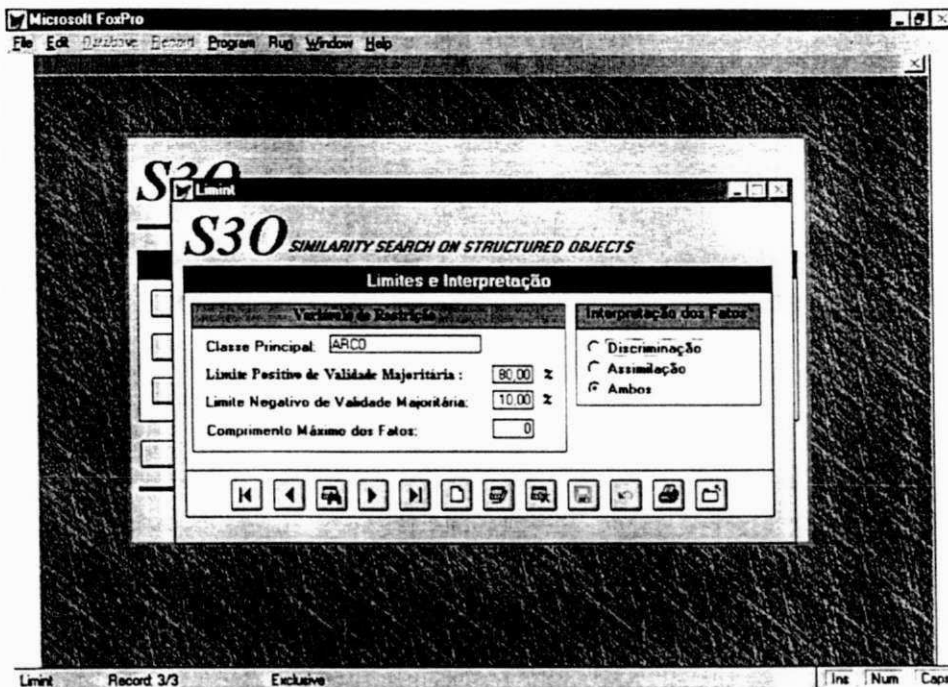 Microsoft FoxPro
File Edit Database Record Program Run Window Help
S3O
Limint
S3O SIMILARITY SEARCH ON STRUCTURED OBJECTS
Limites e Interpretação
Variáveis de Restrição
Interpretação dos Fatos
Classe Principal: ARCO
Limite Positivo de Validade Majoritária : 80,00 %
Limite Negativo de Validade Majoritária: 10,00 %
Comprimento Máximo dos Fatos: 0
Discriminação
Assimilação
Ambos
Limint Record: 3/3 Exclusive Ins Num Caps